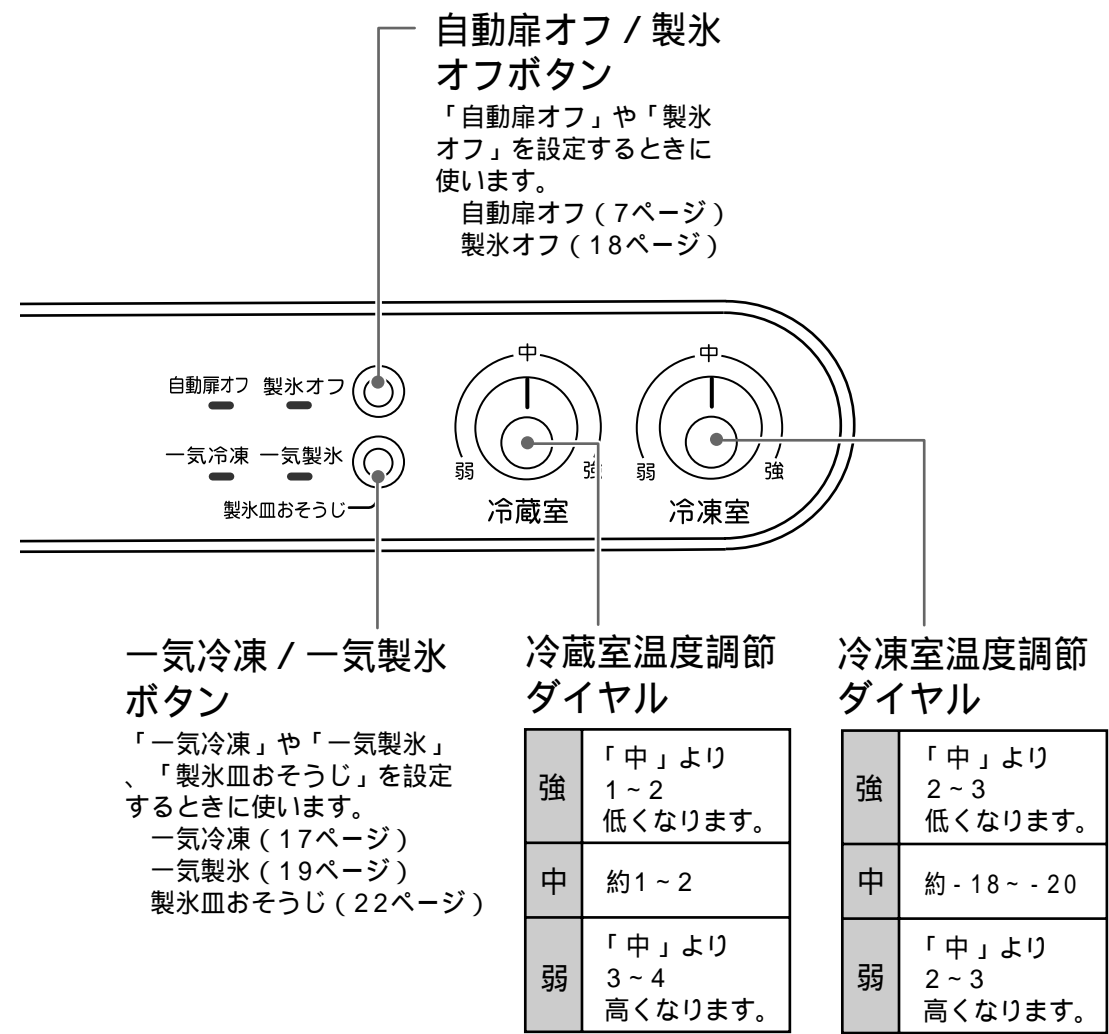 自動扉オフ / 製氷
オフボタン
「自動扉オフ」や「製氷
オフ」を設定するときに
使います。
自動扉オフ ( 7ページ )
製氷オフ ( 18ページ )
自動扉オフ 製氷オフ
一気冷凍 一気製氷
製氷皿おそうじ
中
弱
強
冷蔵室
中
弱
強
冷凍室
一気冷凍 / 一気製氷
ボタン
「一気冷凍」や「一気製氷」
、「製氷皿おそうじ」を設定
するときに使います。
一気冷凍 ( 17ページ )
一気製氷 ( 19ページ )
製氷皿おそうじ ( 22ページ )
冷蔵室温度調節
ダイヤル
強
「中」より
1 ~ 2
低くなります。
中
約1 ~ 2
弱
「中」より
3 ~ 4
高くなります。
冷凍室温度調節
ダイヤル
強
「中」より
2 ~ 3
低くなります。
中
約 - 18 ~ - 20
弱
「中」より
2 ~ 3
高くなります。